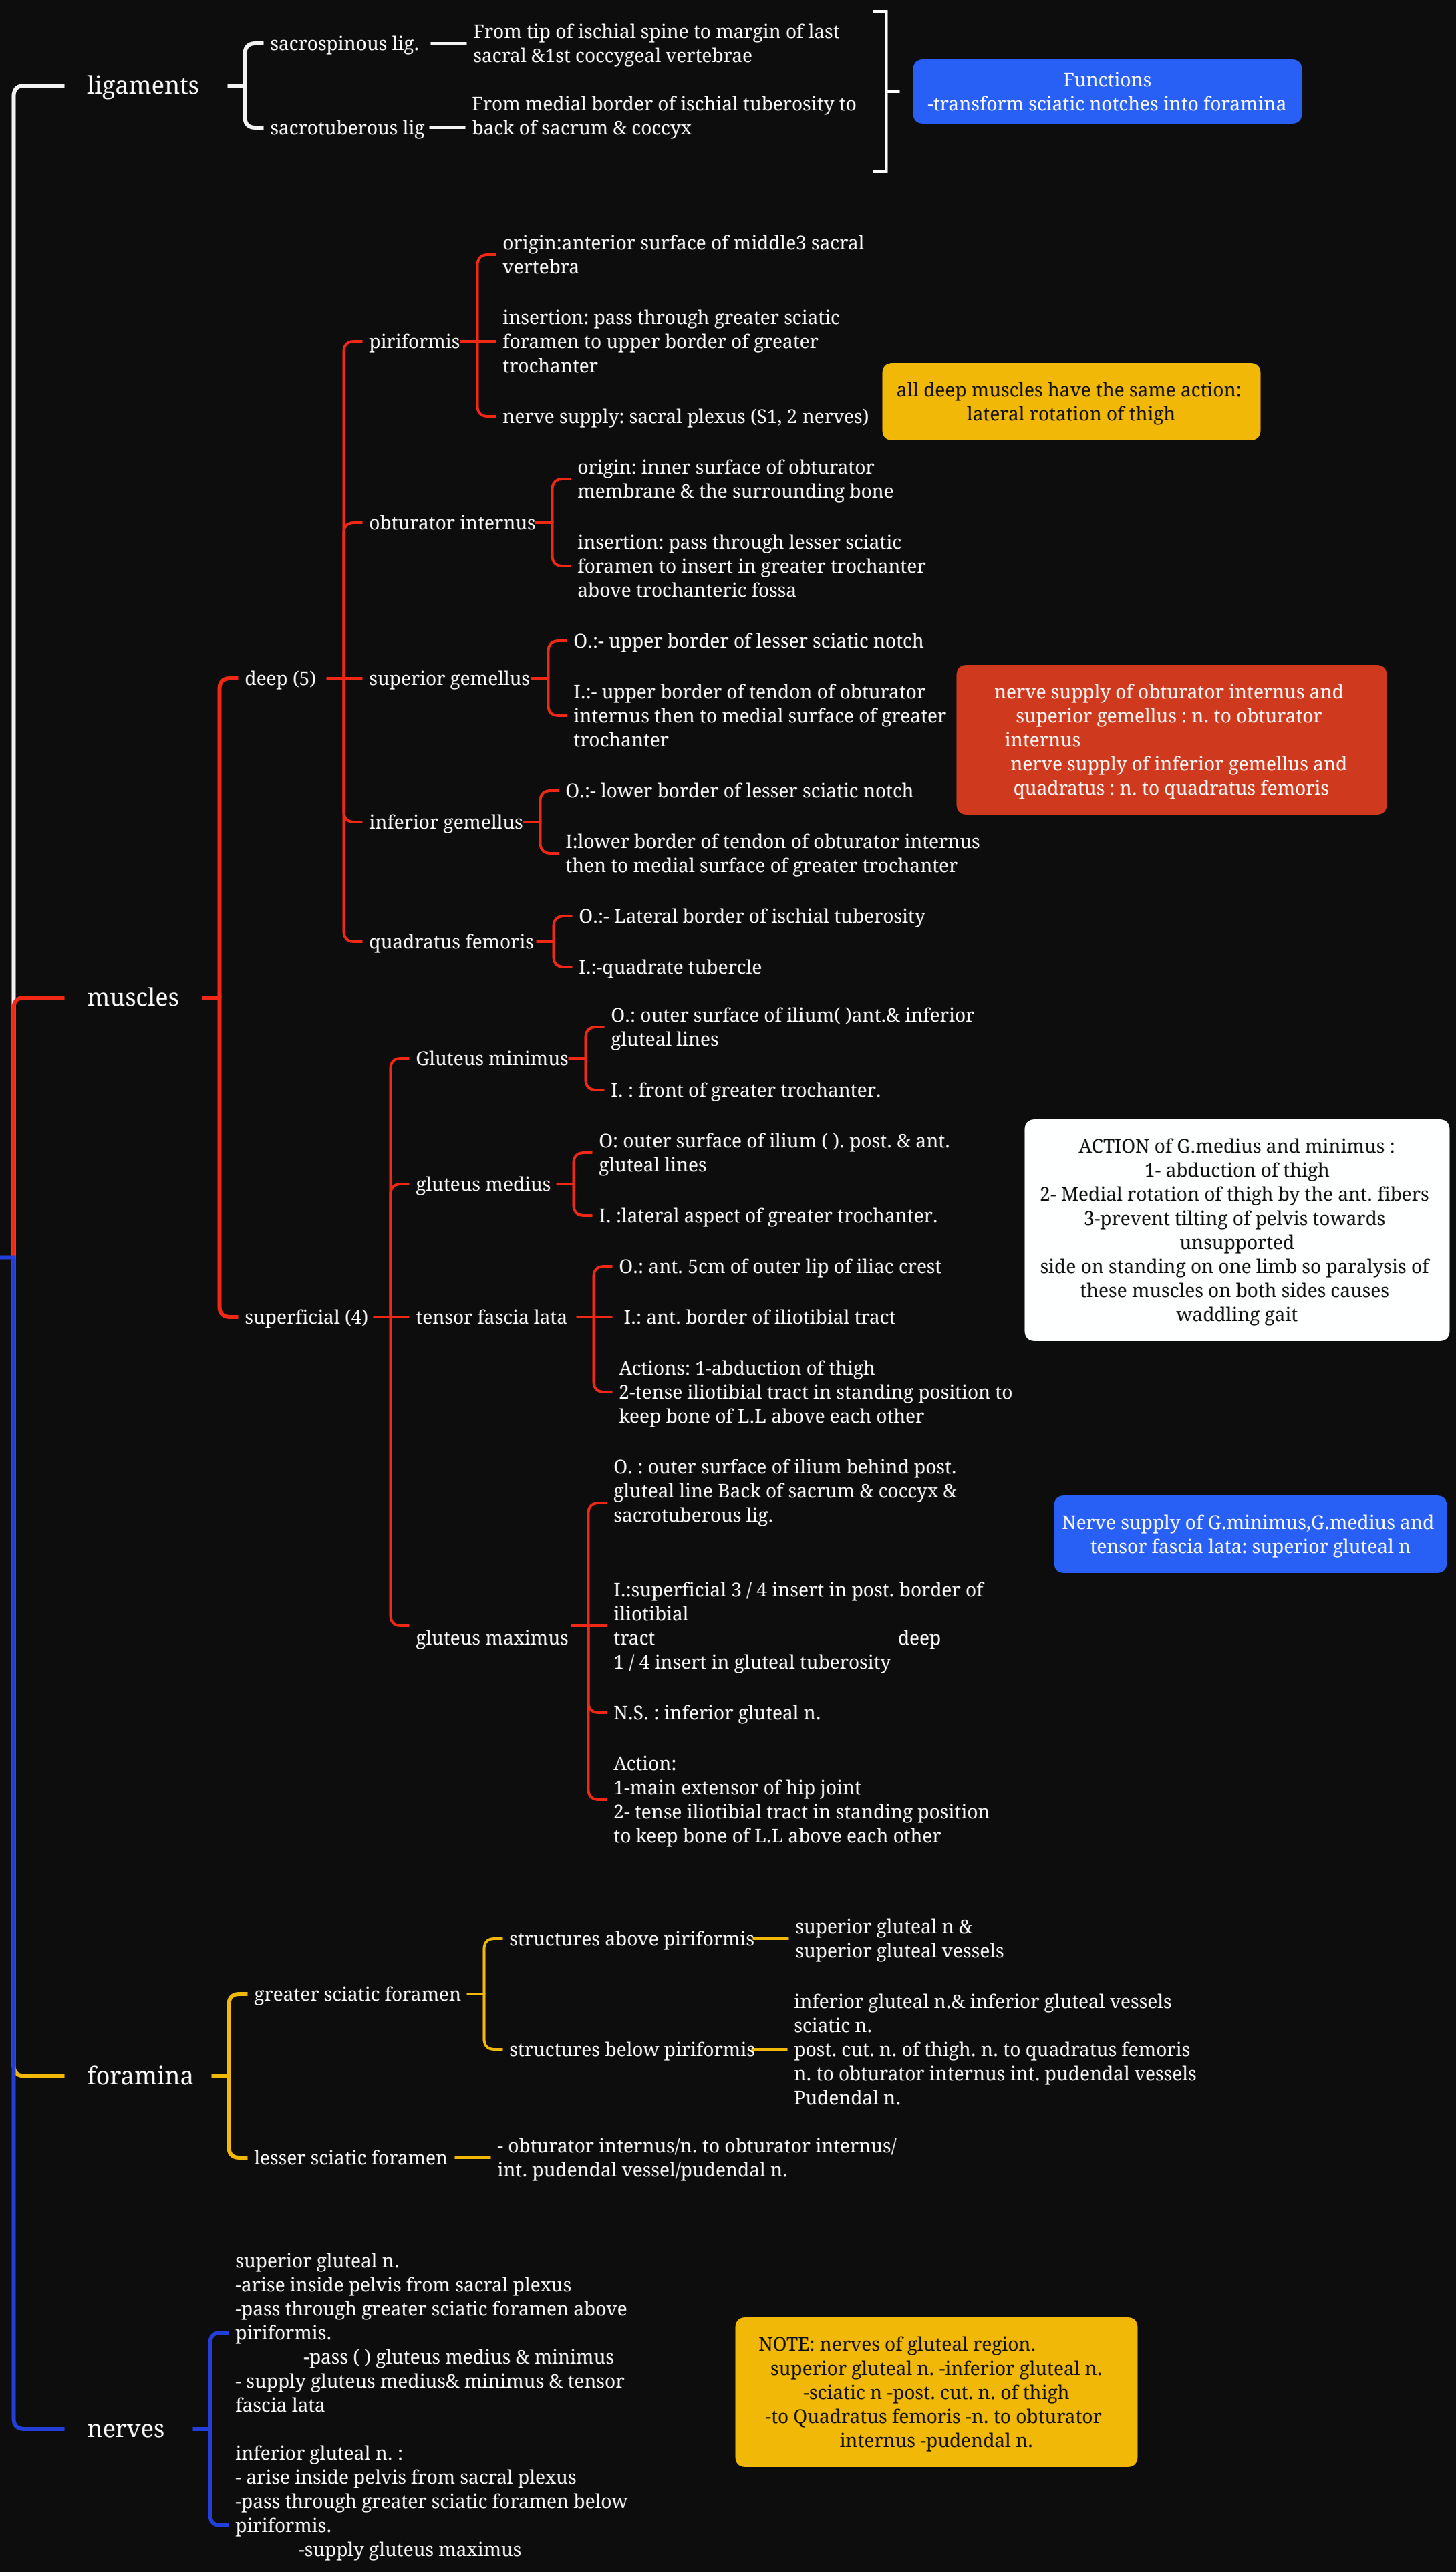 ligaments
sacrospinous lig.
From tip of ischial spine to margin of last
sacral &1st coccygeal vertebrae
sacrotuberous lig
From medial border of ischial tuberosity to
back of sacrum & coccyx
Functions
-transform sciatic notches into foramina
muscles
deep (5)
piriformis
origin:anterior surface of middle3 sacral
vertebra
insertion: pass through greater sciatic
foramen to upper border of greater
trochanter
nerve supply: sacral plexus (S1, 2 nerves)
all deep muscles have the same action:
lateral rotation of thigh
obturator internus
origin: inner surface of obturator
membrane & the surrounding bone
insertion: pass through lesser sciatic
foramen to insert in greater trochanter
above trochanteric fossa
superior gemellus
O.:- upper border of lesser sciatic notch
I.:- upper border of tendon of obturator
internus then to medial surface of greater
trochanter
nerve supply of obturator internus and
superior gemellus : n. to obturator
internus
nerve supply of inferior gemellus and
quadratus : n. to quadratus femoris
inferior gemellus
O.:- lower border of lesser sciatic notch
I:lower border of tendon of obturator internus
then to medial surface of greater trochanter
quadratus femoris
O.:- Lateral border of ischial tuberosity
I.:-quadrate tubercle
superficial (4)
Gluteus minimus
O.: outer surface of ilium( )ant.& inferior
gluteal lines
I. : front of greater trochanter.
gluteus medius
O: outer surface of ilium ( ). post. & ant.
gluteal lines
I. :lateral aspect of greater trochanter.
ACTION of G.medius and minimus :
1- abduction of thigh
2- Medial rotation of thigh by the ant. fibers
3-prevent tilting of pelvis towards
unsupported
side on standing on one limb so paralysis of
these muscles on both sides causes
waddling gait
tensor fascia lata
O.: ant. 5cm of outer lip of iliac crest
I.: ant. border of iliotibial tract
Actions: 1-abduction of thigh
2-tense iliotibial tract in standing position to
keep bone of L.L above each other
gluteus maximus
O. : outer surface of ilium behind post.
gluteal line Back of sacrum & coccyx &
sacrotuberous lig.
Nerve supply of G.minimus,G.medius and
tensor fascia lata: superior gluteal n
I.:superficial 3 / 4 insert in post. border of
iliotibial
tract deep
1 / 4 insert in gluteal tuberosity
N.S. : inferior gluteal n.
Action:
1-main extensor of hip joint
2- tense iliotibial tract in standing position
to keep bone of L.L above each other
foramina
greater sciatic foramen
structures above piriformis
superior gluteal n &
superior gluteal vessels
structures below piriformis
inferior gluteal n.& inferior gluteal vessels
sciatic n.
post. cut. n. of thigh. n. to quadratus femoris
n. to obturator internus int. pudendal vessels
Pudendal n.
lesser sciatic foramen
- obturator internus/n. to obturator internus/
int. pudendal vessel/pudendal n.
nerves
superior gluteal n.
-arise inside pelvis from sacral plexus
-pass through greater sciatic foramen above
piriformis.
-pass ( ) gluteus medius & minimus
- supply gluteus medius& minimus & tensor
fascia lata
inferior gluteal n. :
- arise inside pelvis from sacral plexus
-pass through greater sciatic foramen below
piriformis.
-supply gluteus maximus
NOTE: nerves of gluteal region.
superior gluteal n. -inferior gluteal n.
-sciatic n -post. cut. n. of thigh
-to Quadratus femoris -n. to obturator
internus -pudendal n.